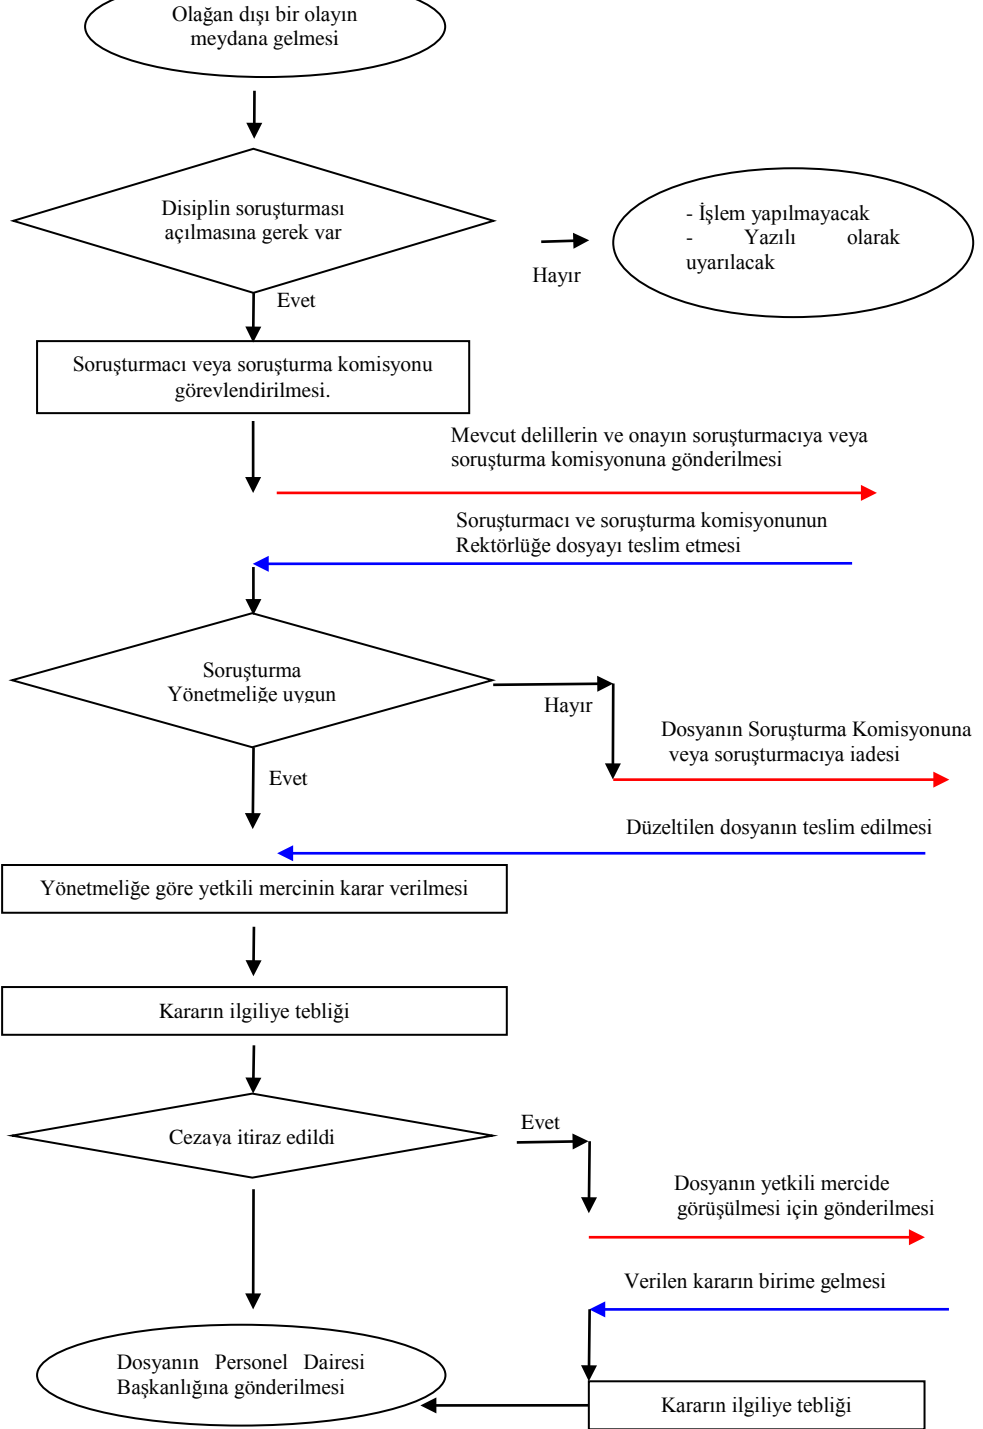 Olağan dışı bir olayın
meydana gelmesi
Disiplin soruşturması
açılmasına gerek var
- İşlem yapılmayacak
- Yazılı olarak
uyarılacak
Hayır
Evet
Soruşturmacı veya soruşturma komisyonu
görevlendirilmesi.
Mevcut delillerin ve onayın soruşturmacıya veya
soruşturma komisyonuna gönderilmesi
Soruşturmacı ve soruşturma komisyonunun
Rektörlüğe dosyayı teslim etmesi
Soruşturma
Yönetmeliğe uygun
Hayır
Dosyanın Soruşturma Komisyonuna
veya soruşturmacıya iadesi
Evet
Düzeltilen dosyanın teslim edilmesi
Yönetmeliğe göre yetkili mercinin karar verilmesi
Kararın ilgiliye tebliği
Cezaya itiraz edildi
Evet
Dosyanın yetkili mercide
görüşülmesi için gönderilmesi
Verilen kararın birime gelmesi
Dosyanın Personel Dairesi
Başkanlığına gönderilmesi
Kararın ilgiliye tebliği